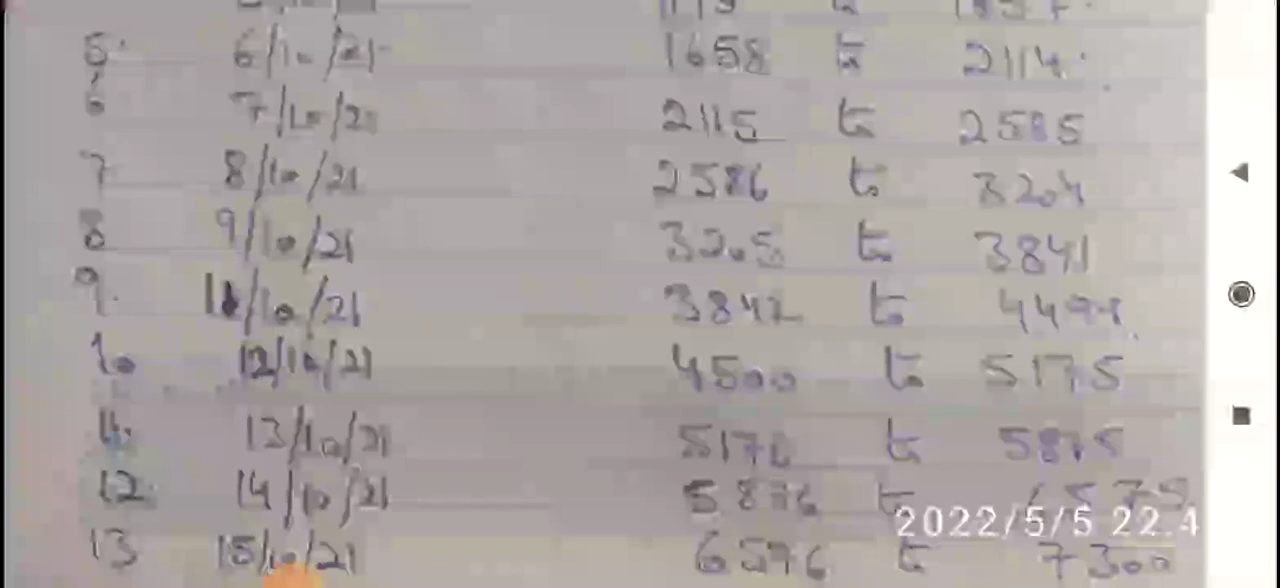 5. 6/10/21 1658 to 2114.
6 7/10/21 2115 to 2585
7 8/10/21 2586 to 3204
8 9/10/21 3205 to 3841
9. 11/10/21 3842 to 4499
10 12/10/21 4500 to 5175
11. 13/10/21 5176 to 5875
12. 14/10/21 5876 to 6575
2022/5/5 22.4
13 15/10/21 6576 to 7300